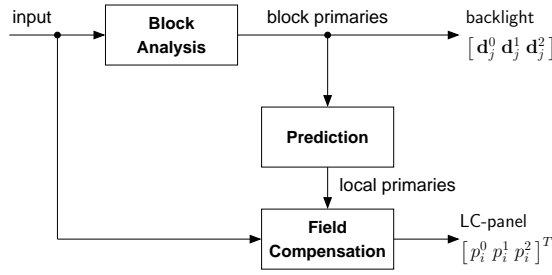 input
Block
Analysis
block primaries
backlight
[ d_j^0 d_j^1 d_j^2 ]
Prediction
local primaries
Field
Compensation
LC-panel
[ p_i^0 p_i^1 p_i^2 ]^T